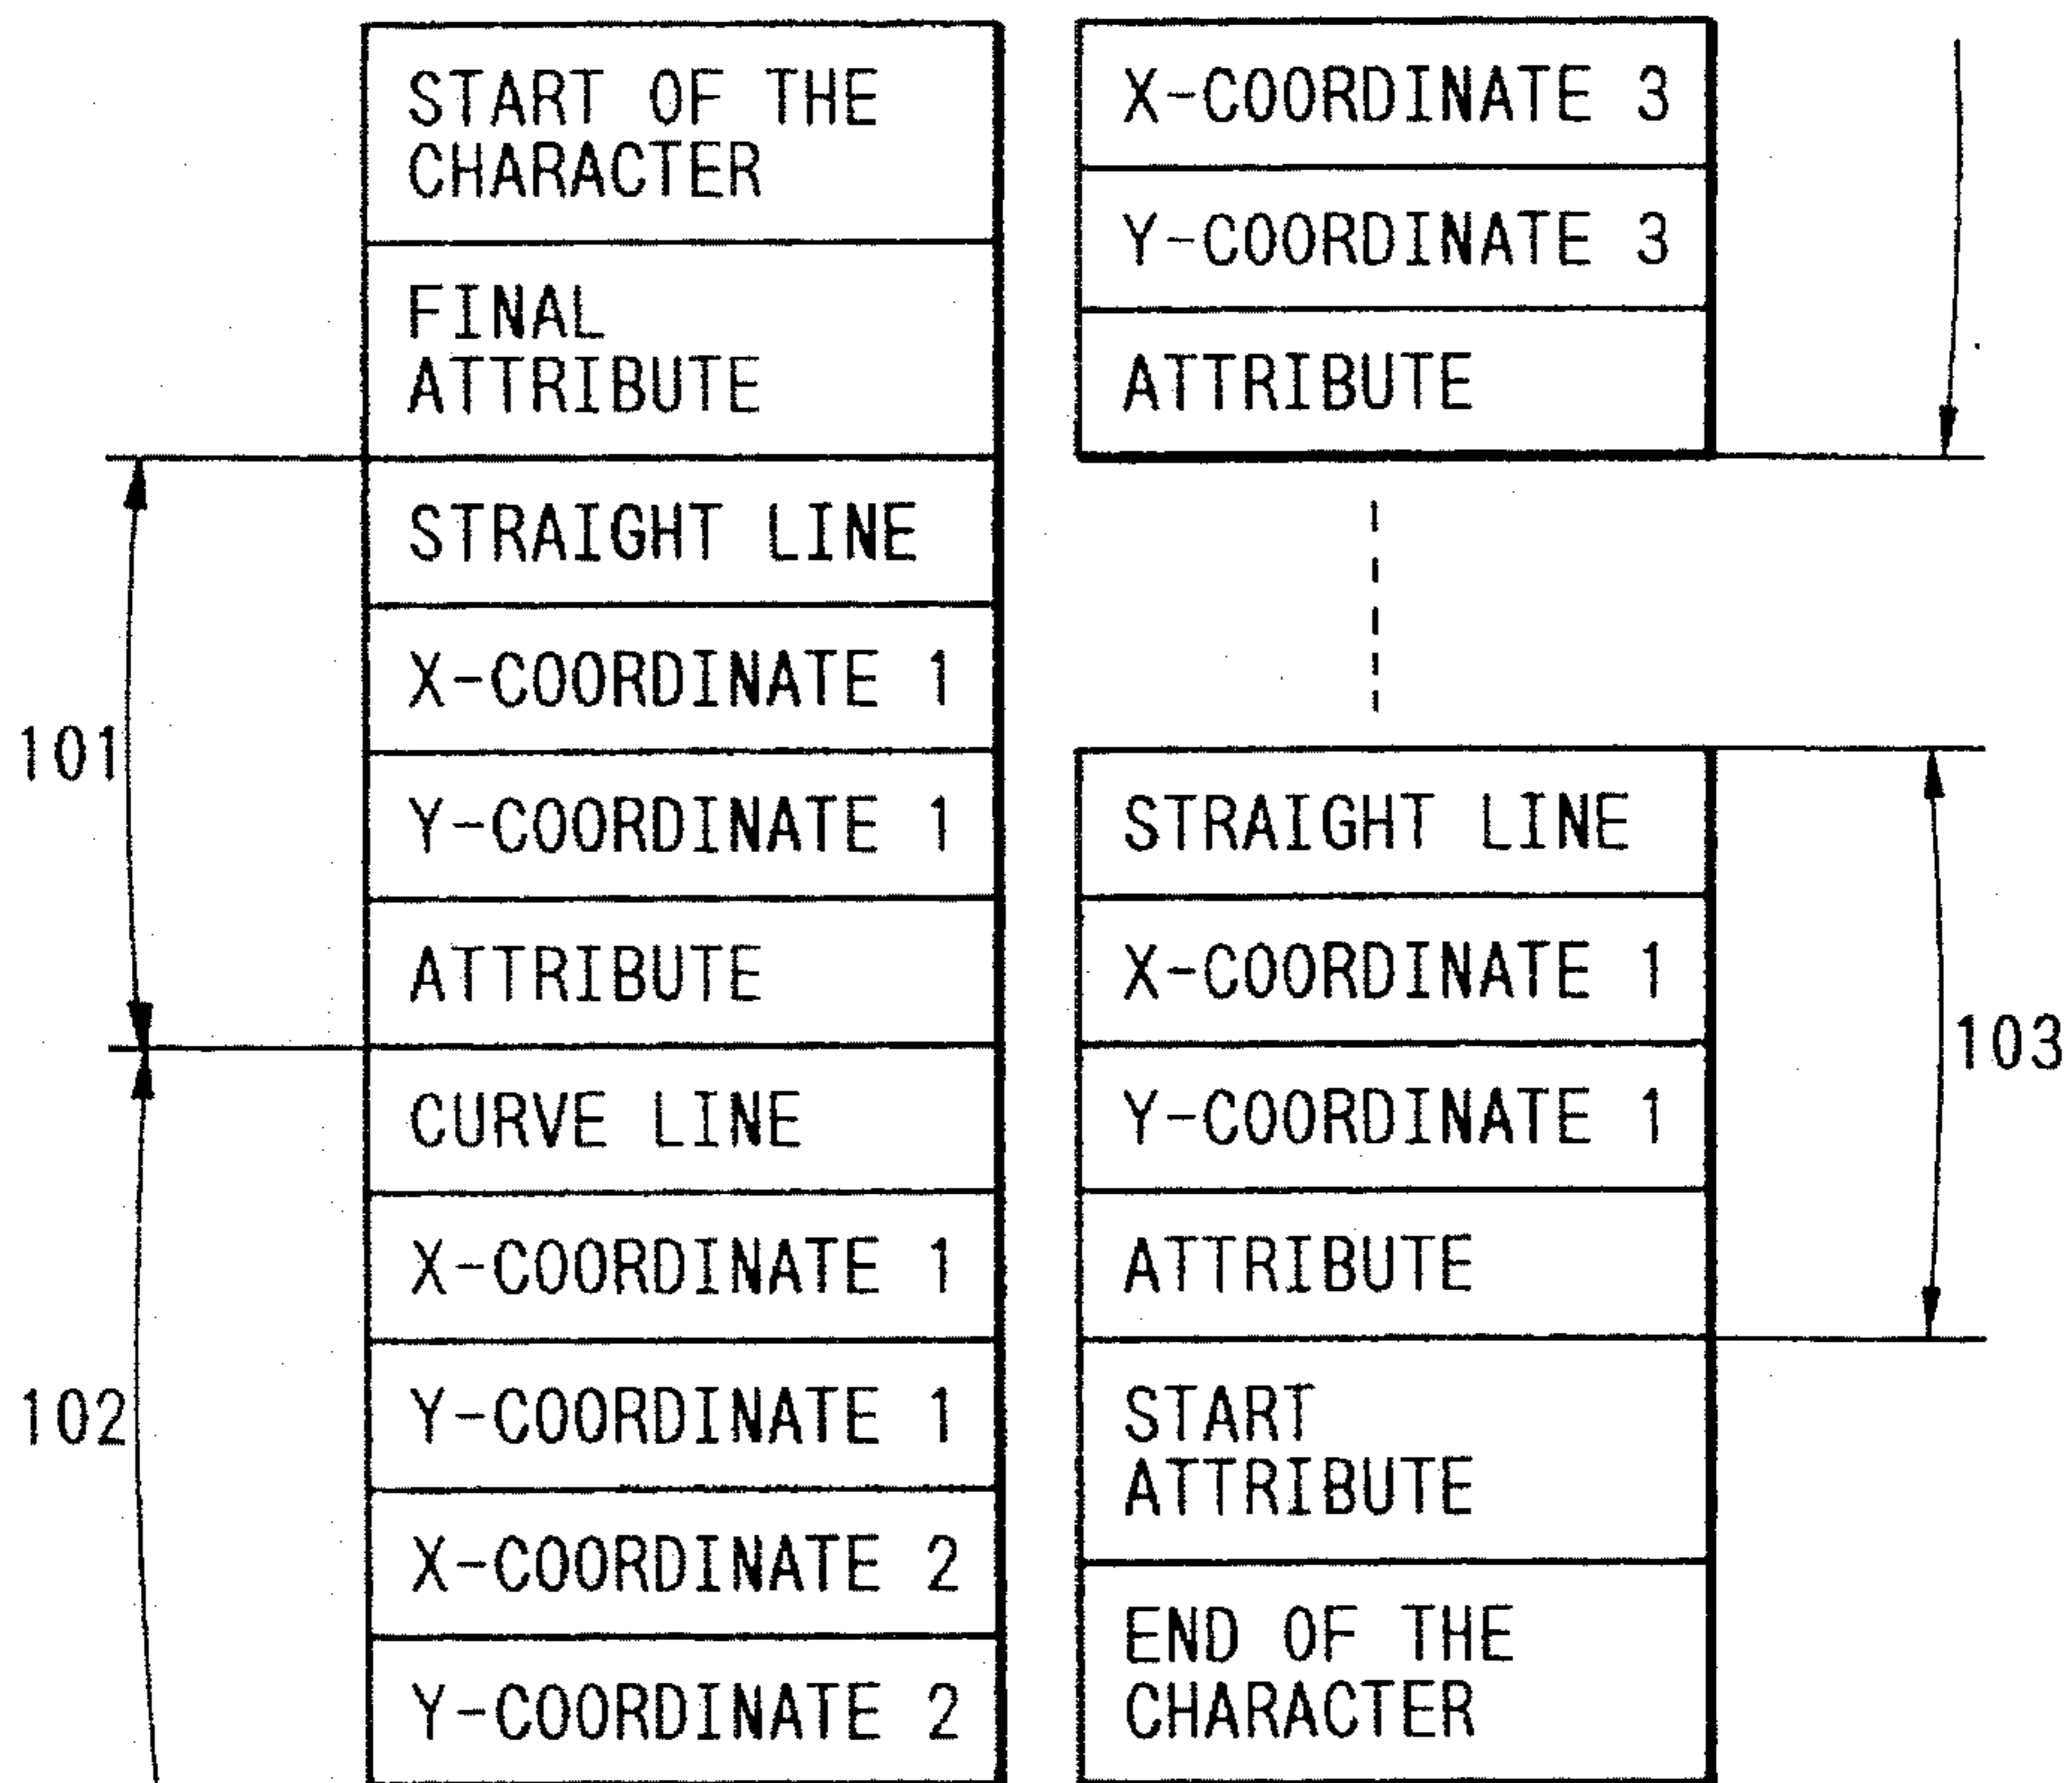 START OF THE
CHARACTER
FINAL
ATTRIBUTE
STRAIGHT LINE
X-COORDINATE 1
Y-COORDINATE 1
ATTRIBUTE
101
CURVE LINE
X-COORDINATE 1
Y-COORDINATE 1
X-COORDINATE 2
Y-COORDINATE 2
102
X-COORDINATE 3
Y-COORDINATE 3
ATTRIBUTE
STRAIGHT LINE
X-COORDINATE 1
Y-COORDINATE 1
ATTRIBUTE
103
START
ATTRIBUTE
END OF THE
CHARACTER